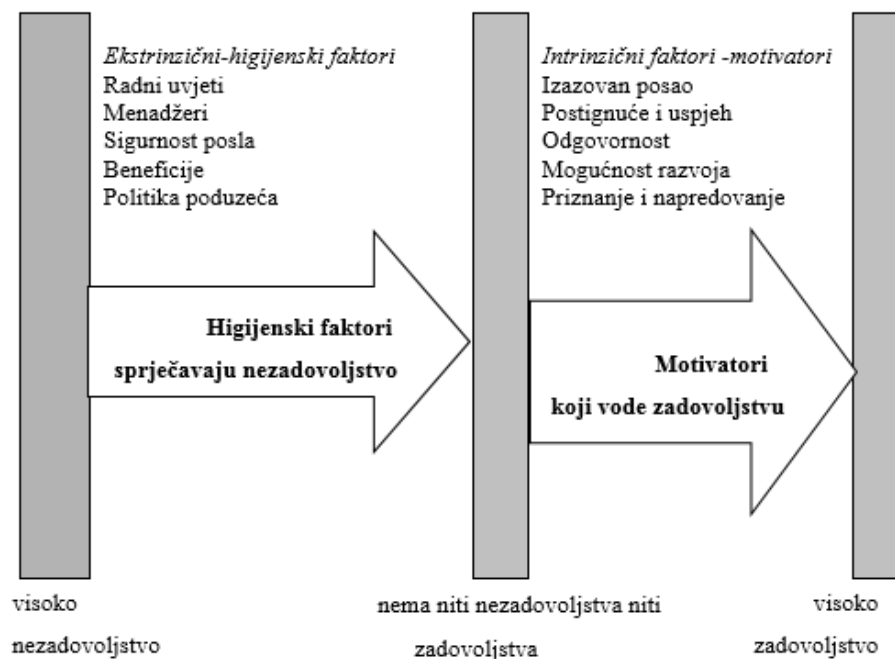 Ekstrinzični-higijenski faktori
Radni uvjeti
Menadžeri
Sigurnost posla
Beneficije
Politika poduzeća
Intrinzični faktori -motivatori
Izazovan posao
Postignuće i uspjeh
Odgovornost
Mogućnost razvoja
Priznanje i napredovanje
Higijenski faktori
sprječavaju nezadovoljstvo
Motivatori
koji vode zadovoljstvu
visoko
nezadovoljstvo
nema niti nezadovoljstva niti
zadovoljstva
visoko
zadovoljstvo